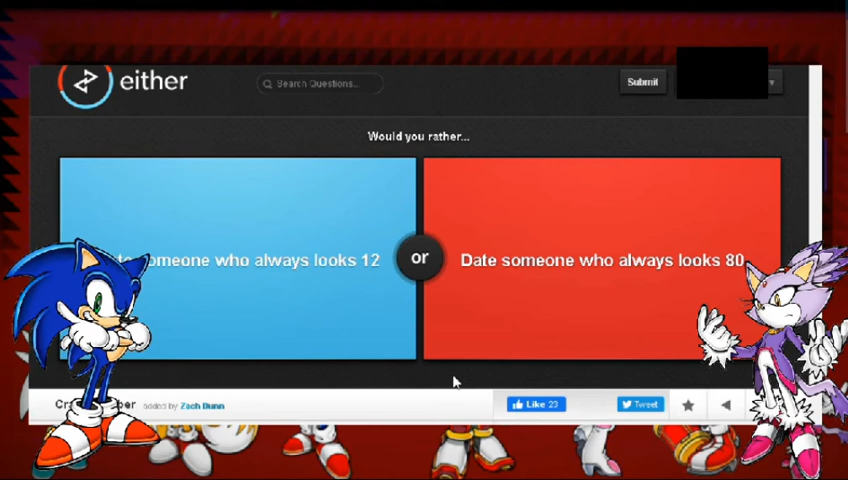 either
Search Questions...
Submit
Would you rather...
someone who always looks 12
or
Date someone who always looks 80
added by Zach Dunn
Like 23
Tweet